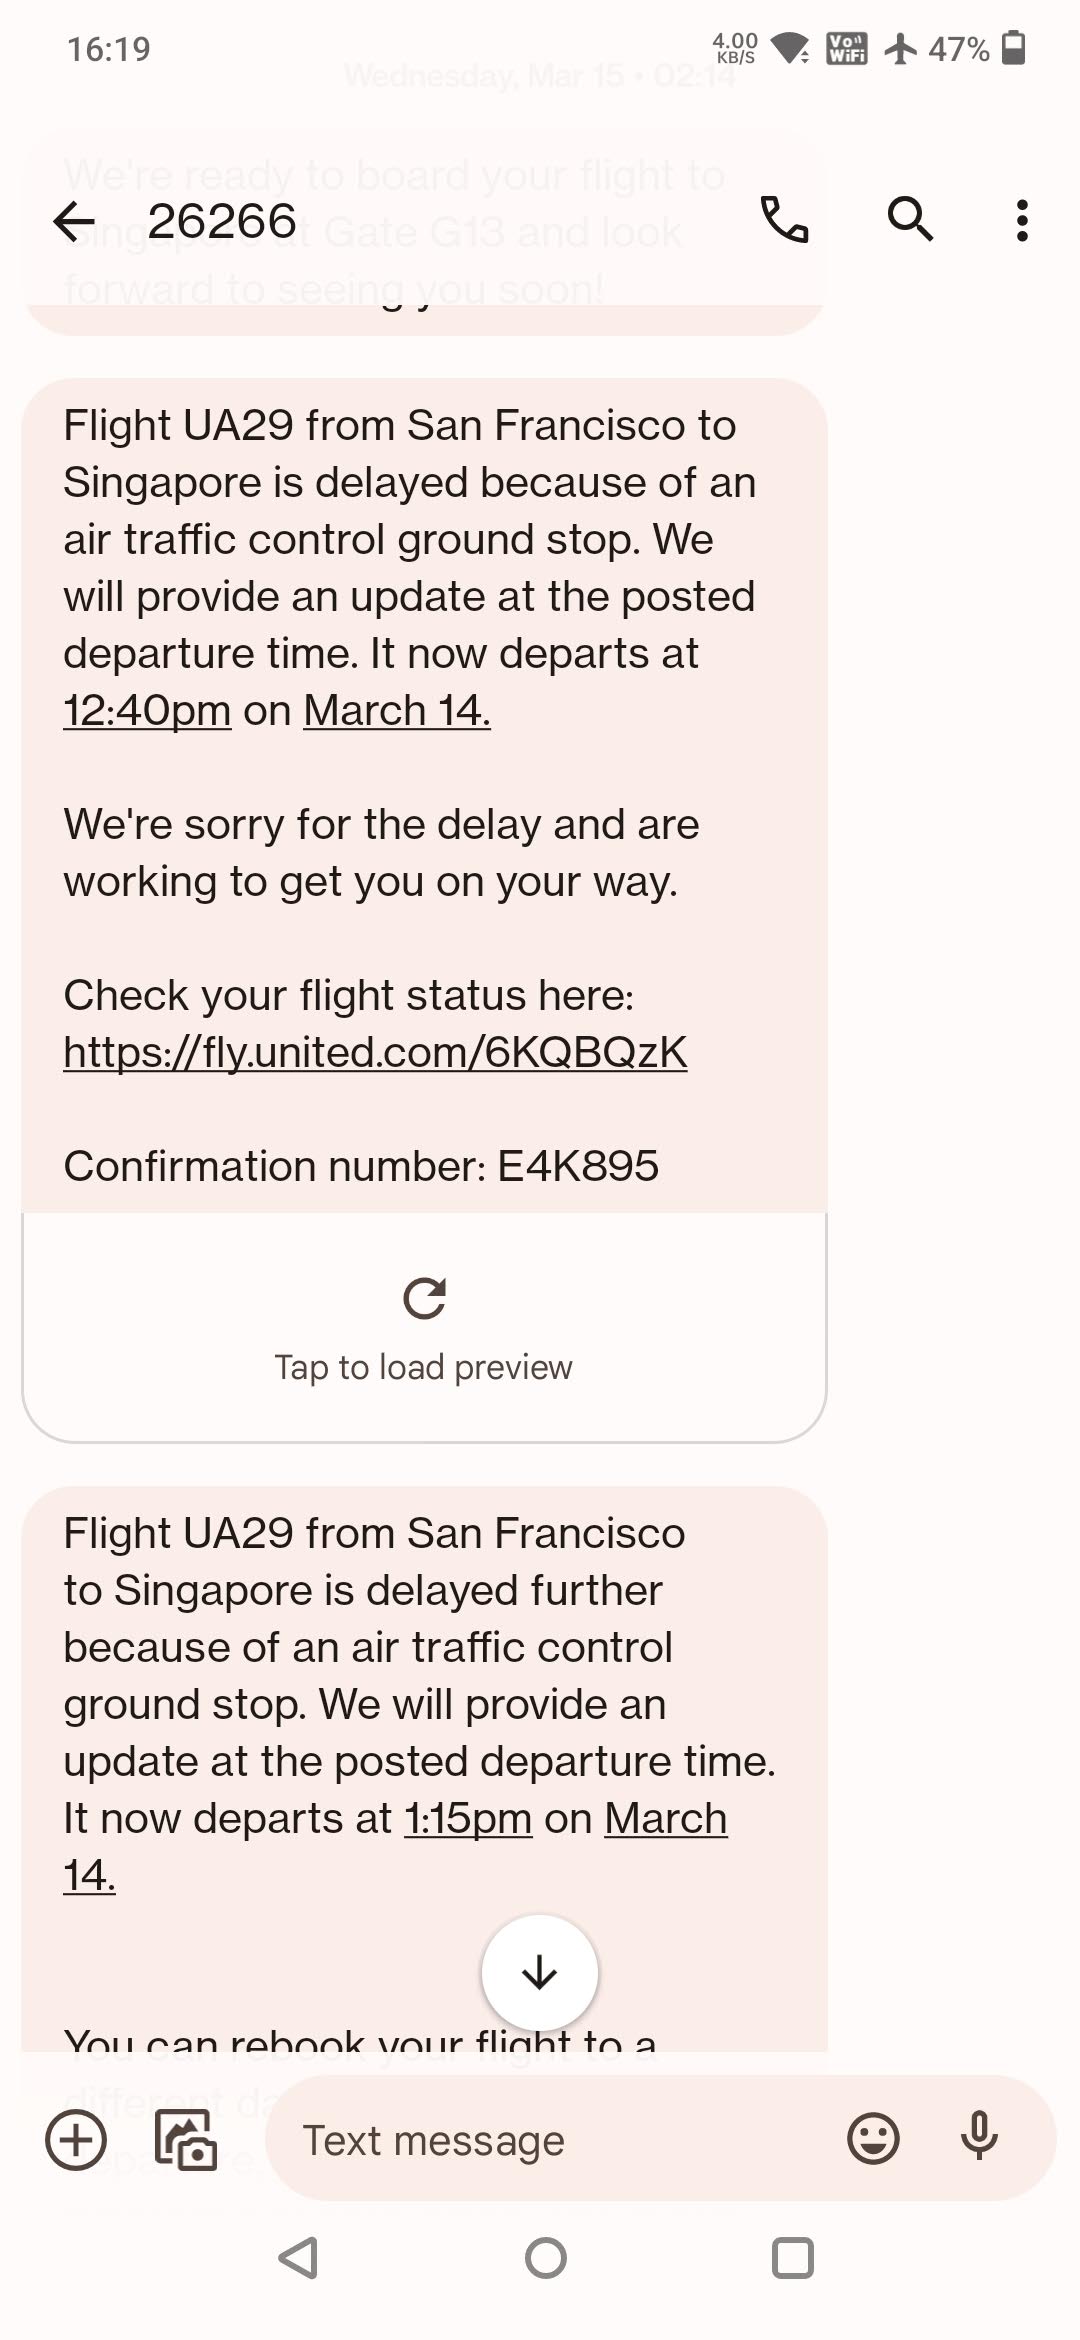 16:19
4.00
KB/S
Vo
WiFi
47%
Wednesday, Mar 15 • 02:14
We're ready to board your flight to
Singapore at Gate G13 and look
forward to seeing you soon!
26266
Flight UA29 from San Francisco to
Singapore is delayed because of an
air traffic control ground stop. We
will provide an update at the posted
departure time. It now departs at
12:40pm on March 14.
We're sorry for the delay and are
working to get you on your way.
Check your flight status here:
https://fly.united.com/6KQBQzK
Confirmation number: E4K895
Tap to load preview
Flight UA29 from San Francisco
to Singapore is delayed further
because of an air traffic control
ground stop. We will provide an
update at the posted departure time.
It now departs at 1:15pm on March
14.
You can rebook your flight to a
different
Text message